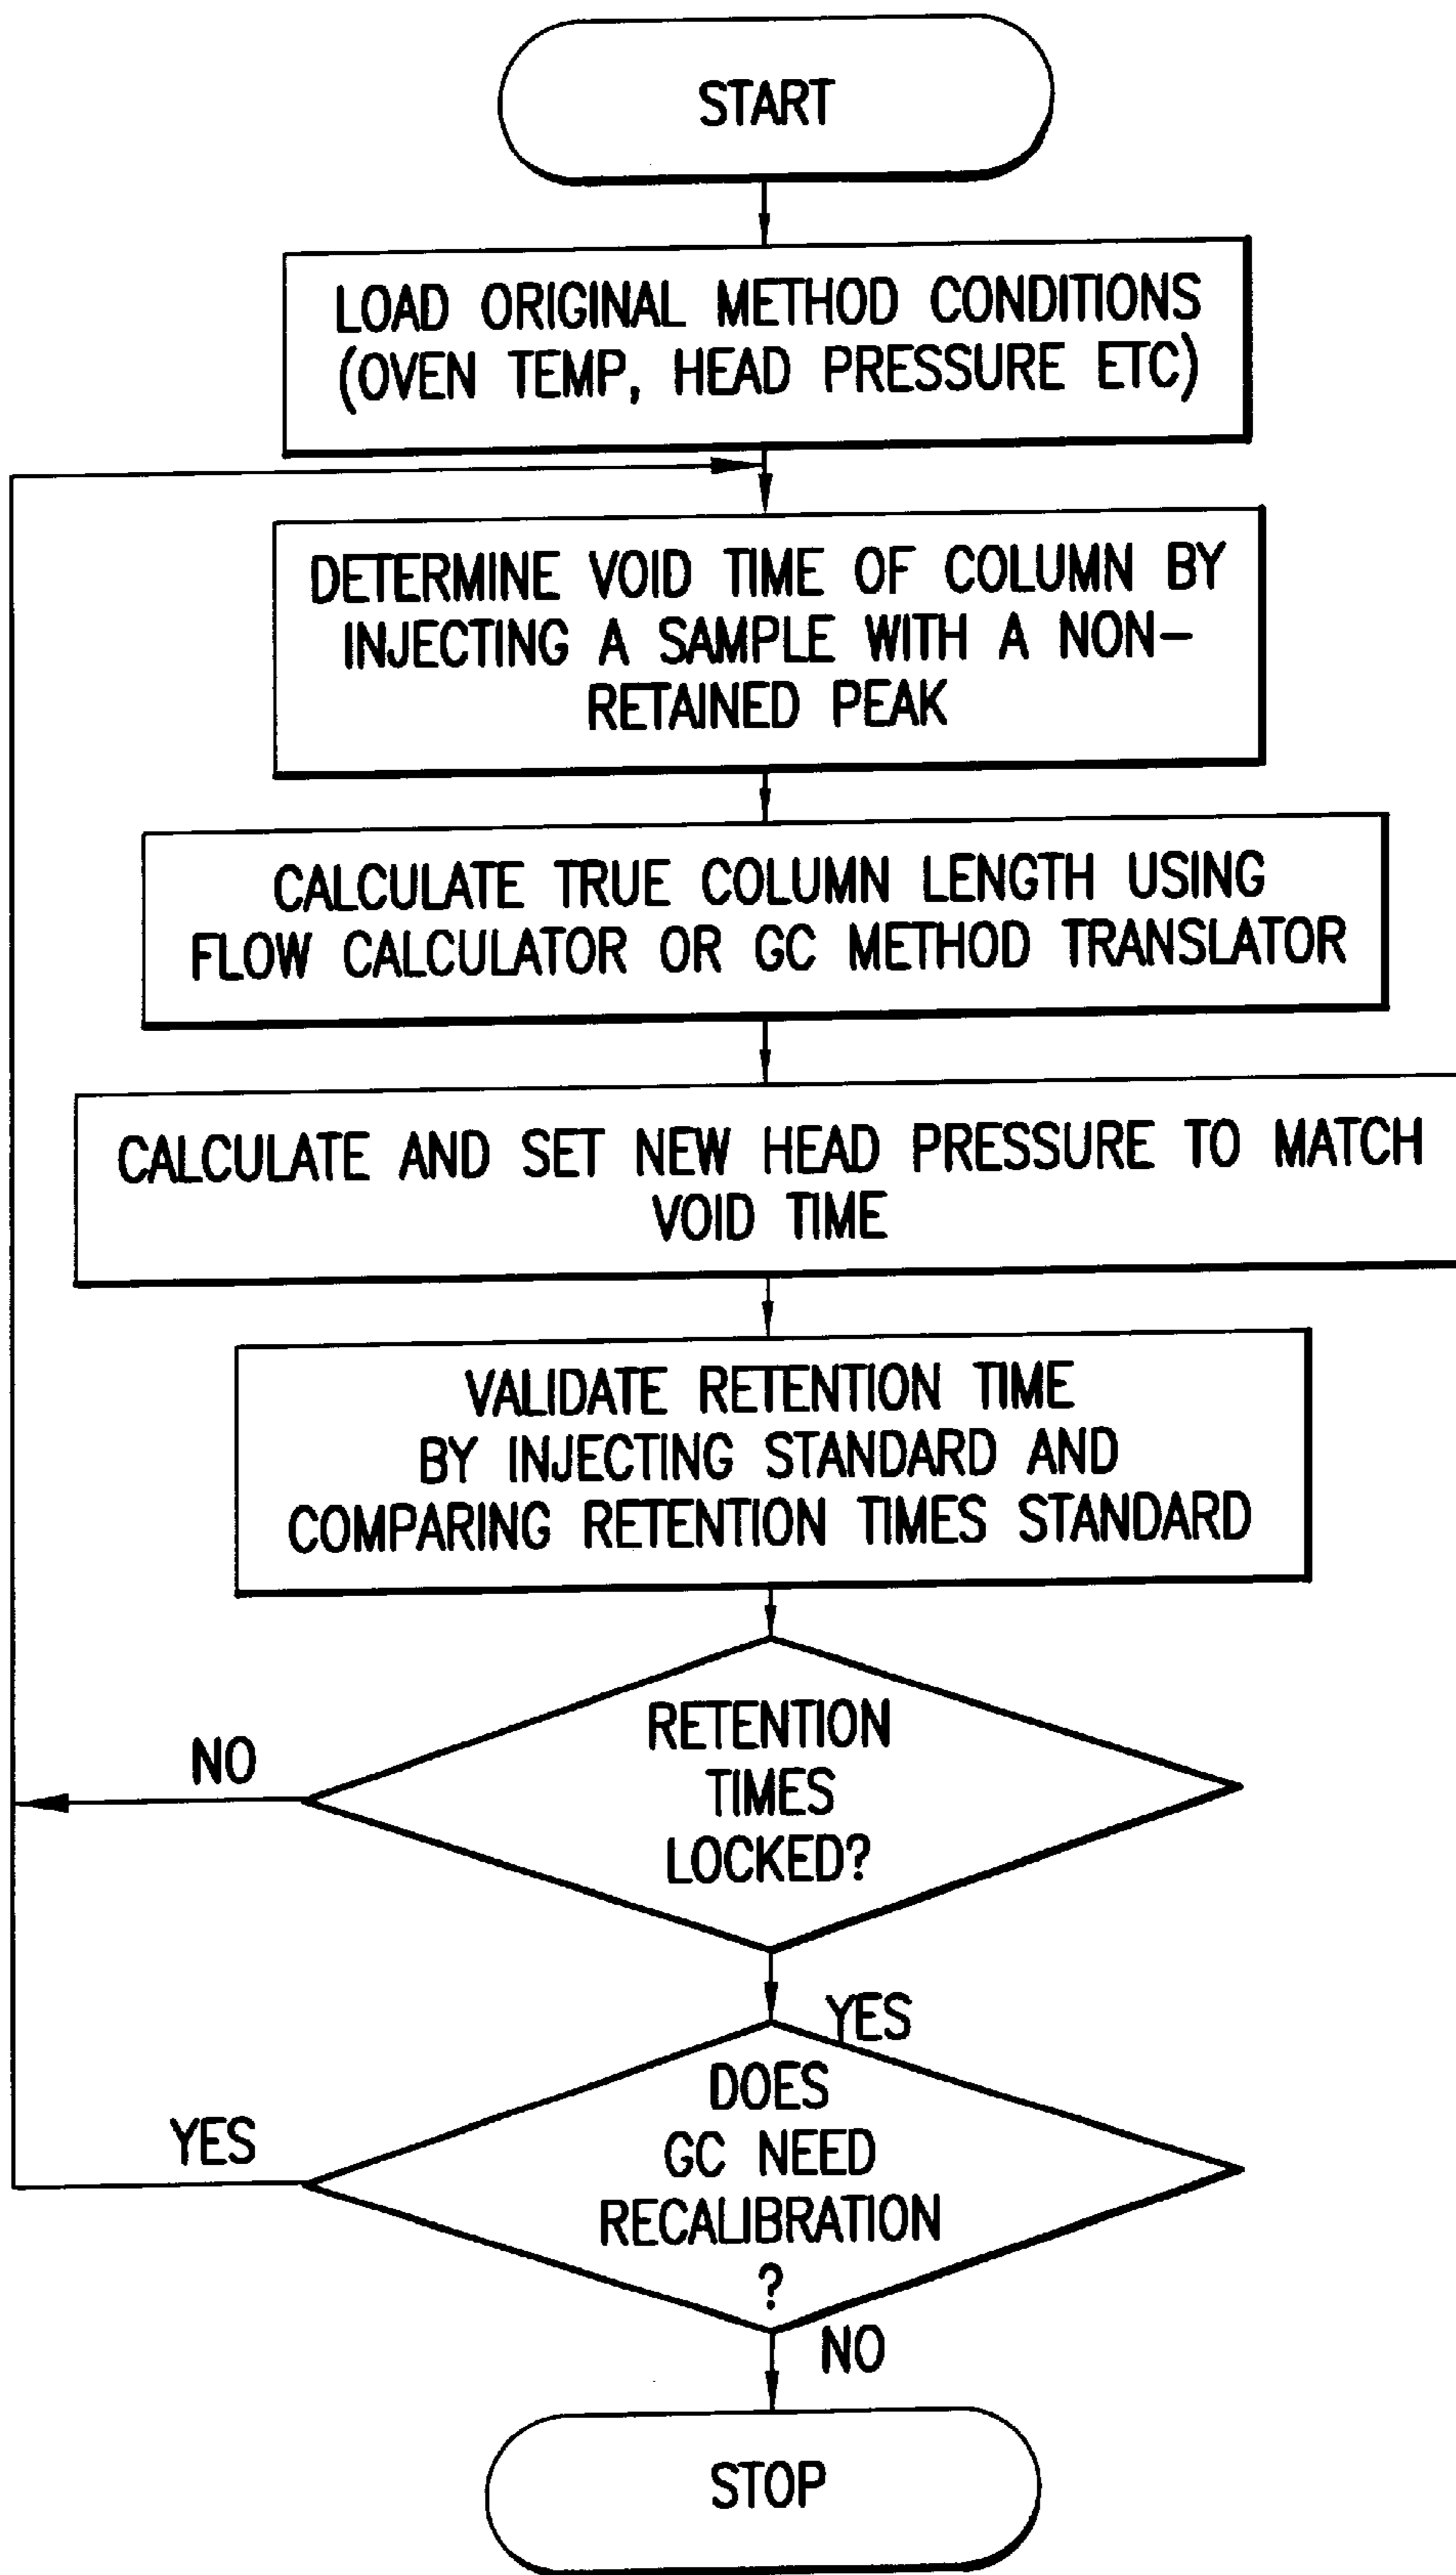 START
LOAD ORIGINAL METHOD CONDITIONS
(OVEN TEMP, HEAD PRESSURE ETC)
DETERMINE VOID TIME OF COLUMN BY
INJECTING A SAMPLE WITH A NON-
RETAINED PEAK
CALCULATE TRUE COLUMN LENGTH USING
FLOW CALCULATOR OR GC METHOD TRANSLATOR
CALCULATE AND SET NEW HEAD PRESSURE TO MATCH
VOID TIME
VALIDATE RETENTION TIME
BY INJECTING STANDARD AND
COMPARING RETENTION TIMES STANDARD
RETENTION
TIMES
LOCKED?
NO
YES
DOES
GC NEED
RECALIBRATION
?
YES
NO
STOP